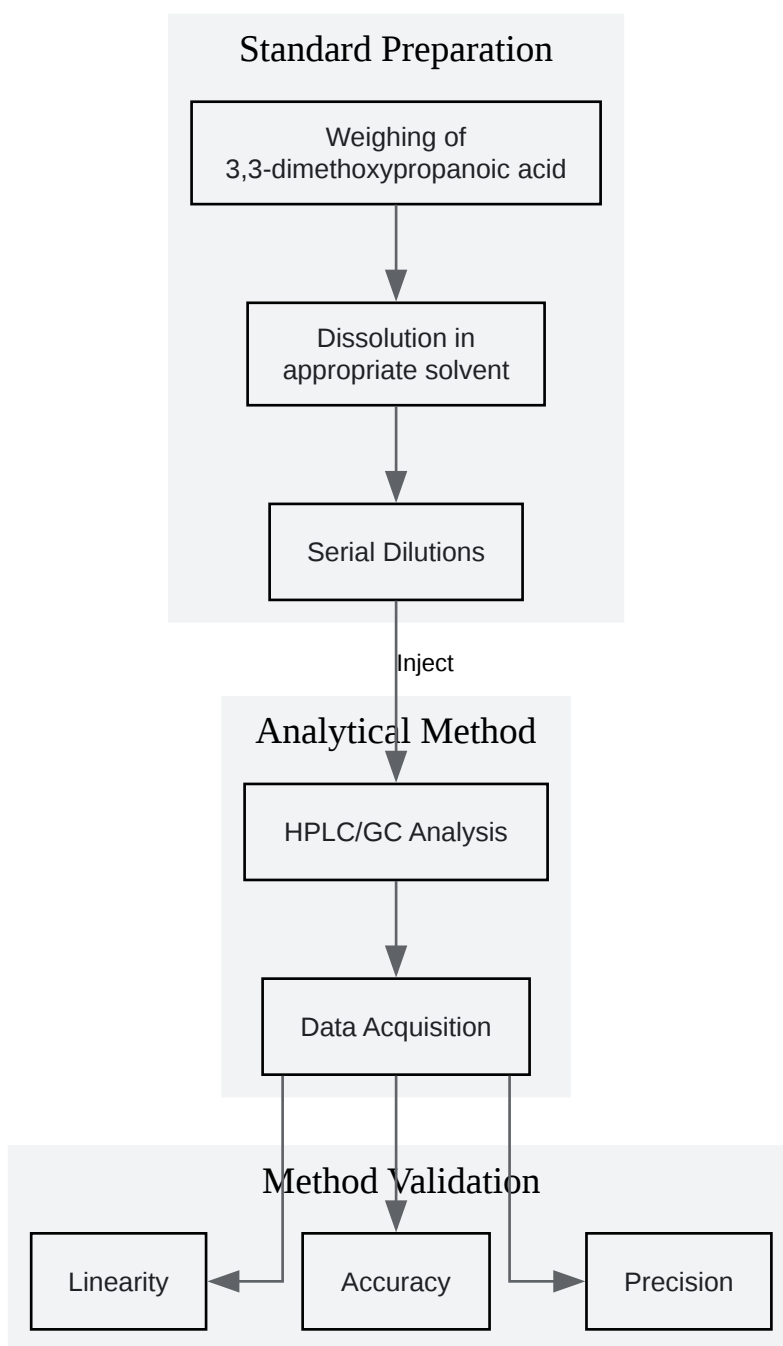 Standard Preparation
Weighing of
3,3-dimethoxypropanoic acid
Dissolution in
appropriate solvent
Serial Dilutions
Inject
Analytical Method
HPLC/GC Analysis
Data Acquisition
Method Validation
Linearity
Accuracy
Precision